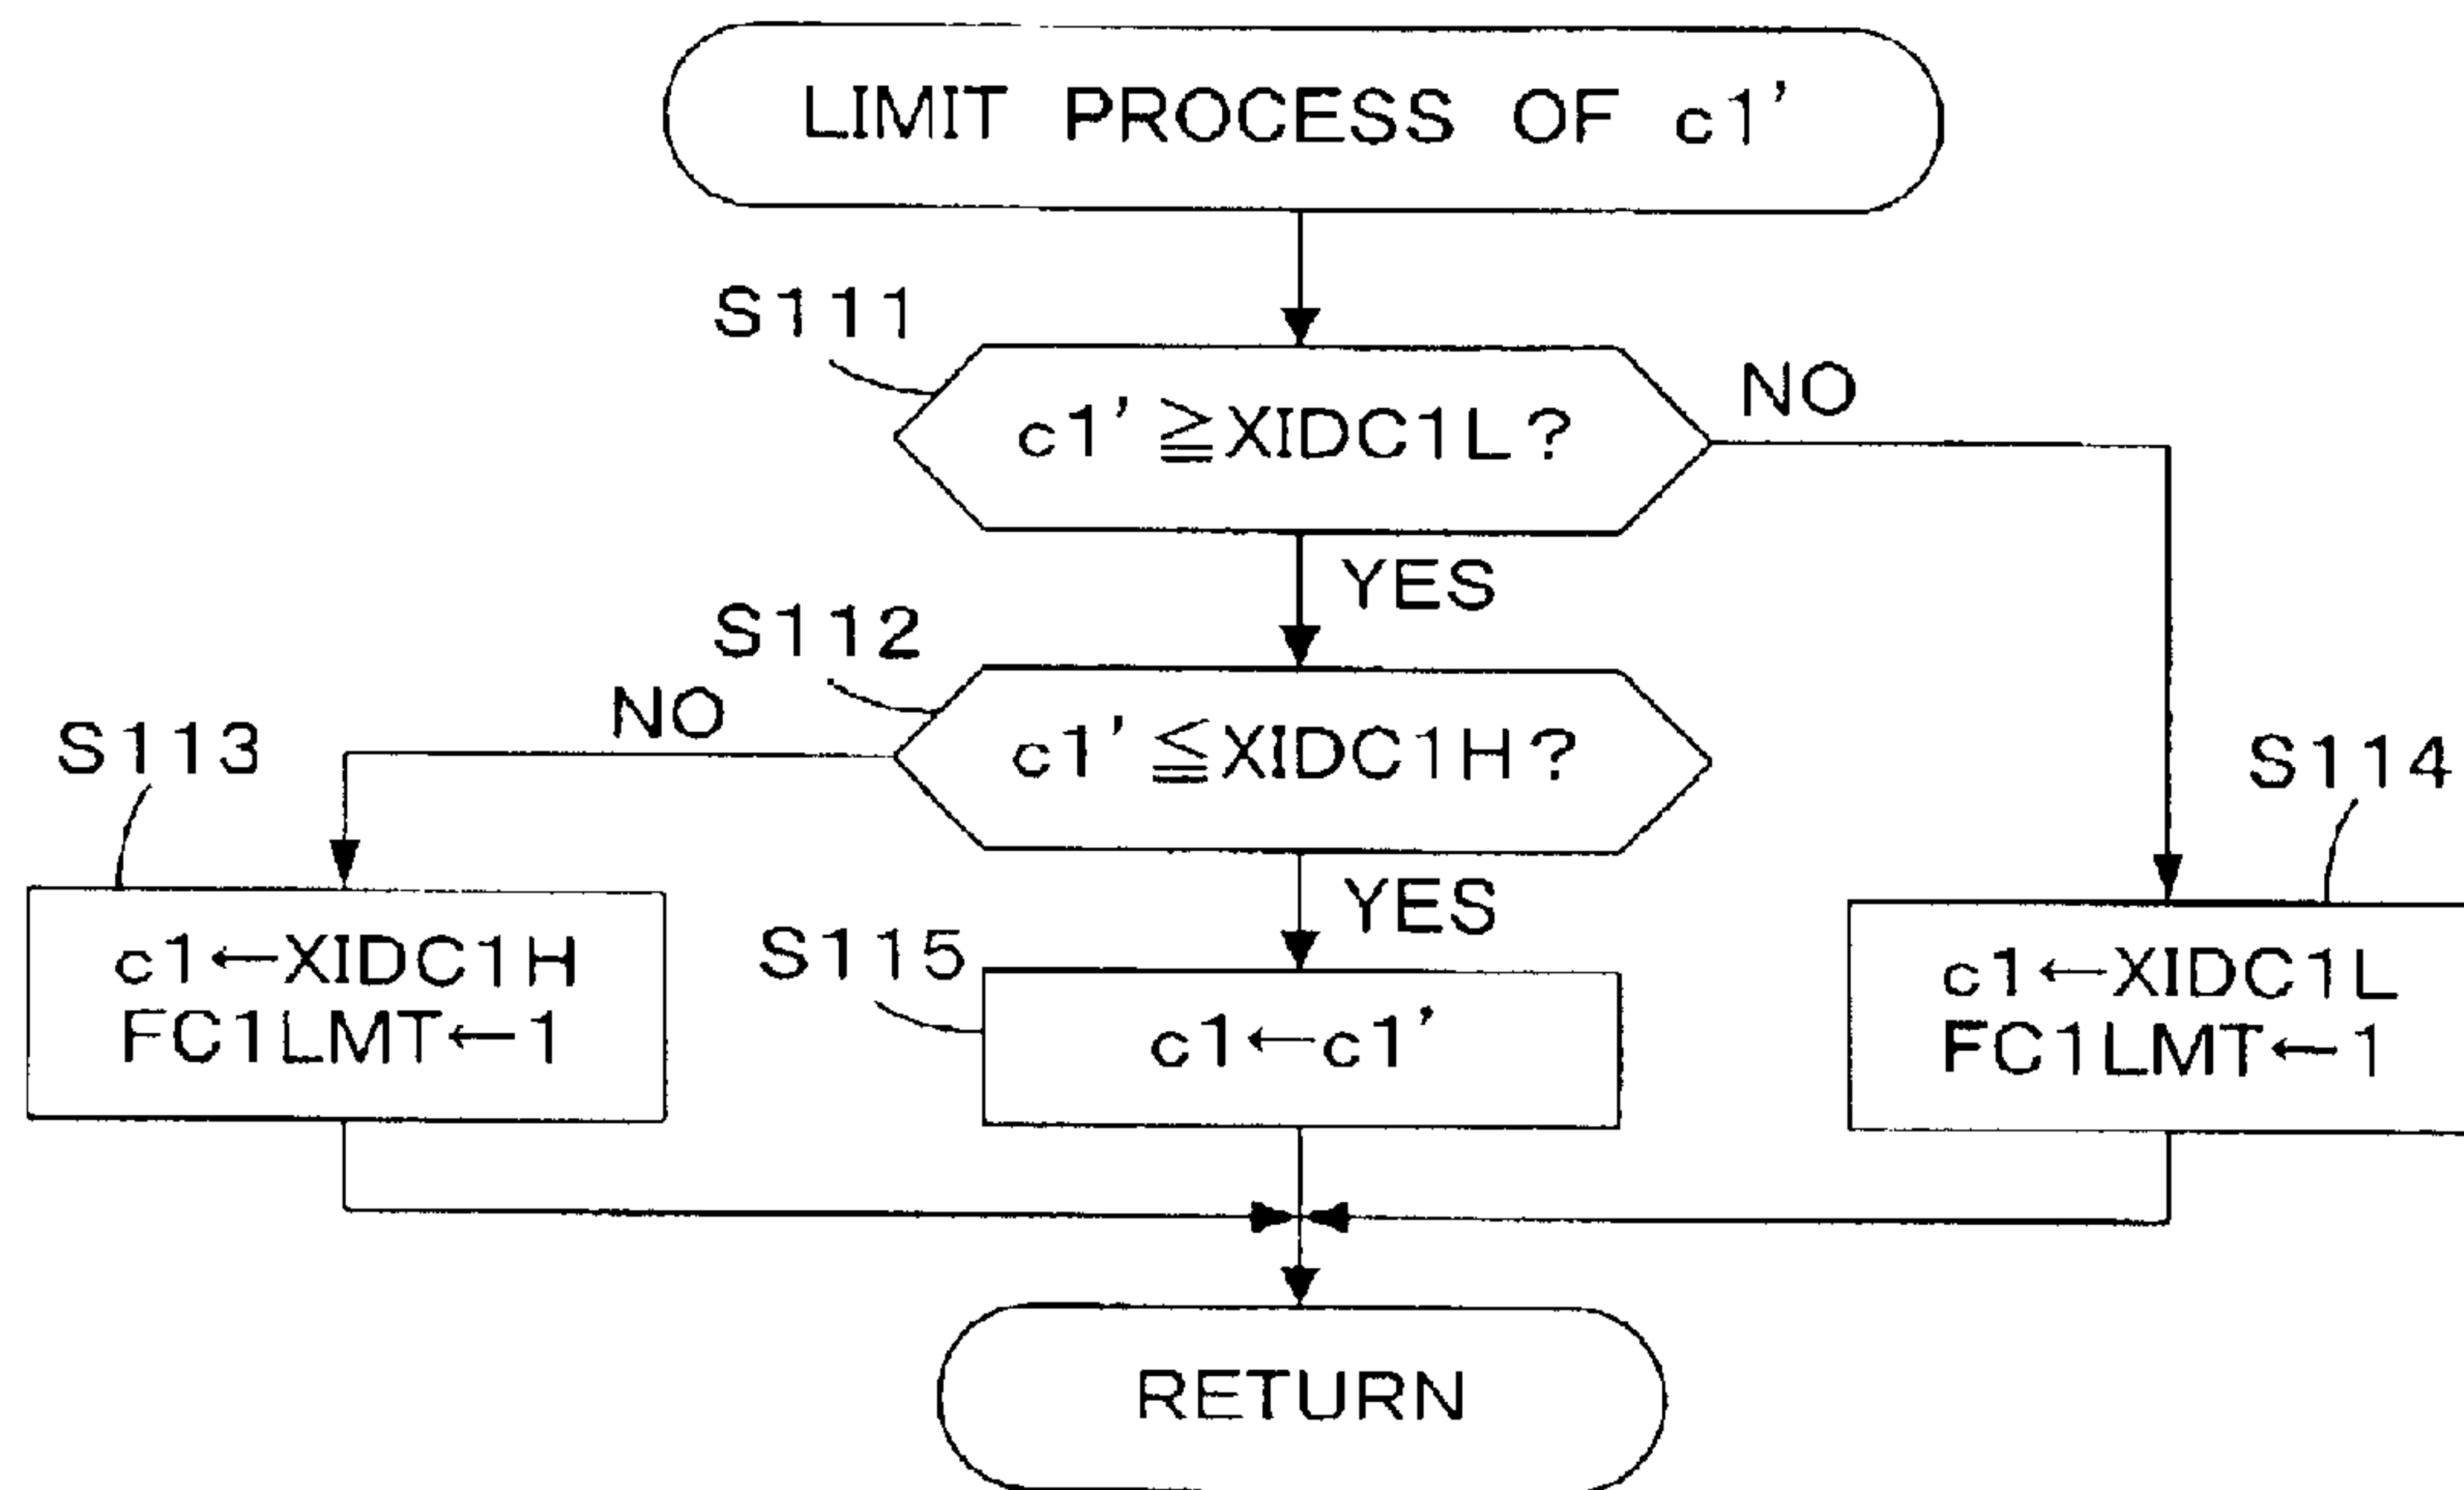 LIMIT PROCESS OF c1'
S111
c1'≧XIDC1L?
NO
YES
S112
c1'≦XIDC1H?
NO
YES
S113
c1←XIDC1H
FC1LMT←1
S115
c1←c1'
S114
c1←XIDC1L
FC1LMT←1
RETURN